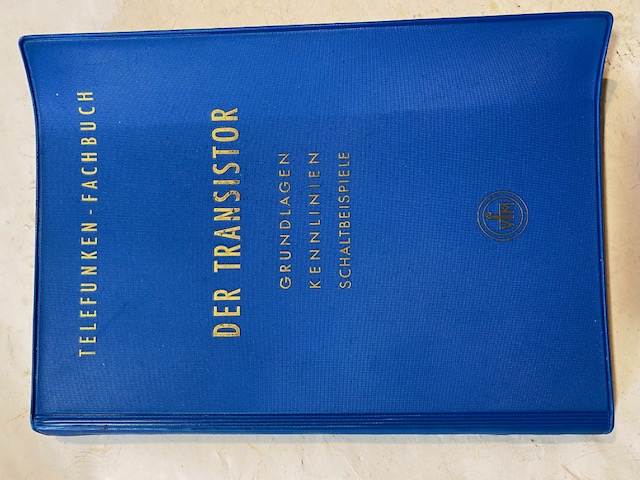 TELEFUNKEN - FACHBUCH
DER TRANSISTOR
GRUNDLAGEN
KENNLINIEN
SCHALTBEISPIELE